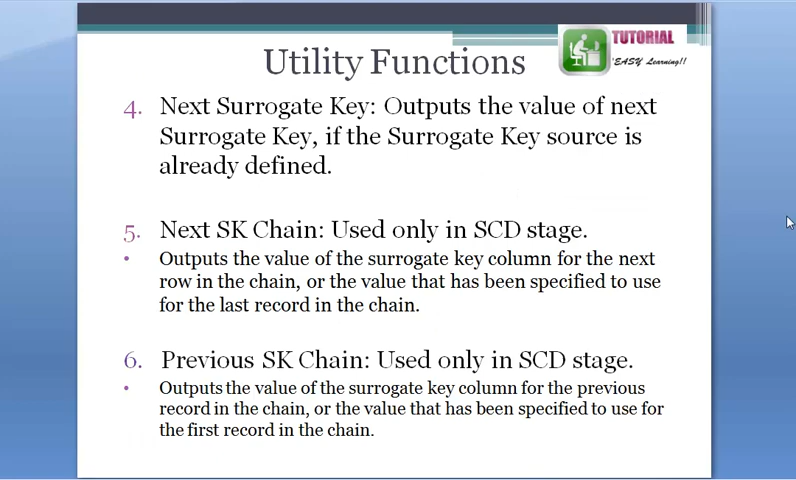 TUTORIAL
'EASY Learning!!
Utility Functions
4. Next Surrogate Key: Outputs the value of next
Surrogate Key, if the Surrogate Key source is
already defined.
5. Next SK Chain: Used only in SCD stage.
• Outputs the value of the surrogate key column for the next
row in the chain, or the value that has been specified to use
for the last record in the chain.
6. Previous SK Chain: Used only in SCD stage.
• Outputs the value of the surrogate key column for the previous
record in the chain, or the value that has been specified to use for
the first record in the chain.